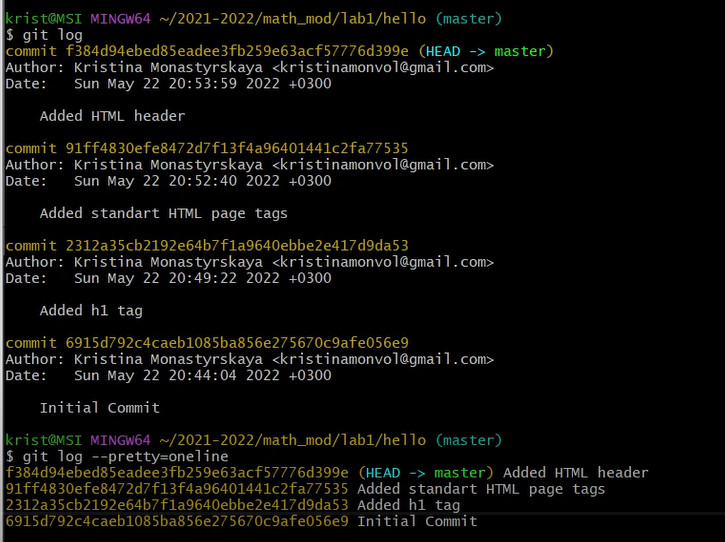 krist@MSI MINGW64 ~/2021-2022/math_mod/lab1/hello (master)
$ git log
commit f384d94ebed85eadee3fb259e63acf57776d399e (HEAD -> master)
Author: Kristina Monastyrskaya <kristinamonvol@gmail.com>
Date:   Sun May 22 20:53:59 2022 +0300
    Added HTML header
commit 91ff4830efe8472d7f13f4a96401441c2fa77535
Author: Kristina Monastyrskaya <kristinamonvol@gmail.com>
Date:   Sun May 22 20:52:40 2022 +0300
    Added standart HTML page tags
commit 2312a35cb2192e64b7f1a9640ebbe2e417d9da53
Author: Kristina Monastyrskaya <kristinamonvol@gmail.com>
Date:   Sun May 22 20:49:22 2022 +0300
    Added h1 tag
commit 6915d792c4caeb1085ba856e275670c9afe056e9
Author: Kristina Monastyrskaya <kristinamonvol@gmail.com>
Date:   Sun May 22 20:44:04 2022 +0300
    Initial Commit
krist@MSI MINGW64 ~/2021-2022/math_mod/lab1/hello (master)
$ git log --pretty=oneline
f384d94ebed85eadee3fb259e63acf57776d399e (HEAD -> master) Added HTML header
91ff4830efe8472d7f13f4a96401441c2fa77535 Added standart HTML page tags
2312a35cb2192e64b7f1a9640ebbe2e417d9da53 Added h1 tag
6915d792c4caeb1085ba856e275670c9afe056e9 Initial Commit